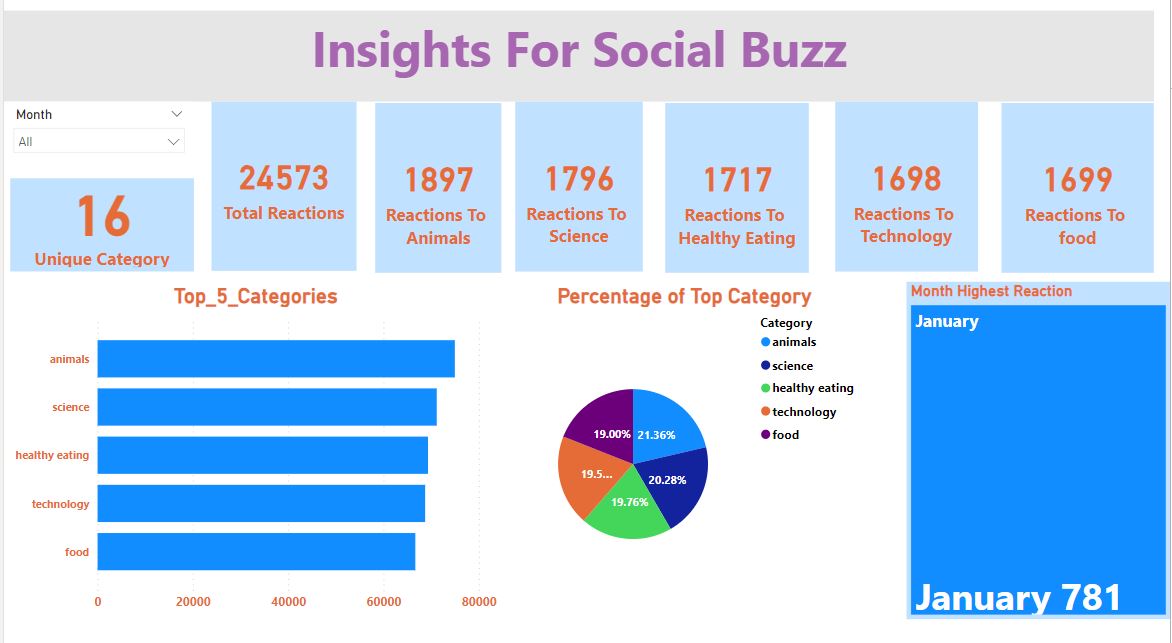 Insights For Social Buzz
Month
All
16
Unique Category
24573
Total Reactions
1897
Reactions To
Animals
1796
Reactions To
Science
1717
Reactions To
Healthy Eating
1698
Reactions To
Technology
1699
Reactions To
food
Top_5_Categories
animals
science
healthy eating
technology
food
0
20000
40000
60000
80000
Percentage of Top Category
Category
animals
science
healthy eating
technology
food
19.00%
21.36%
19.5...
20.28%
19.76%
Month Highest Reaction
January
January 781